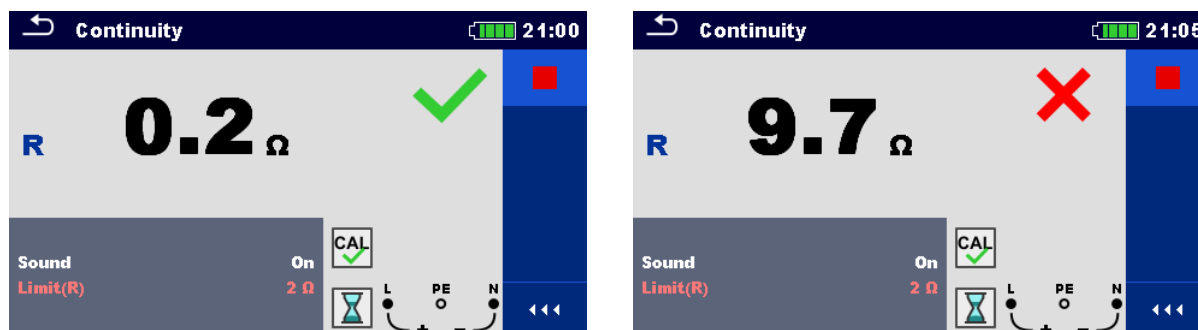 Continuity 21:00
R 0.2 Ω
CAL
Sound On
Limit(R) 2 Ω
L PE N
+ -
Continuity 21:05
R 9.7 Ω
CAL
Sound On
Limit(R) 2 Ω
L PE N
+ -